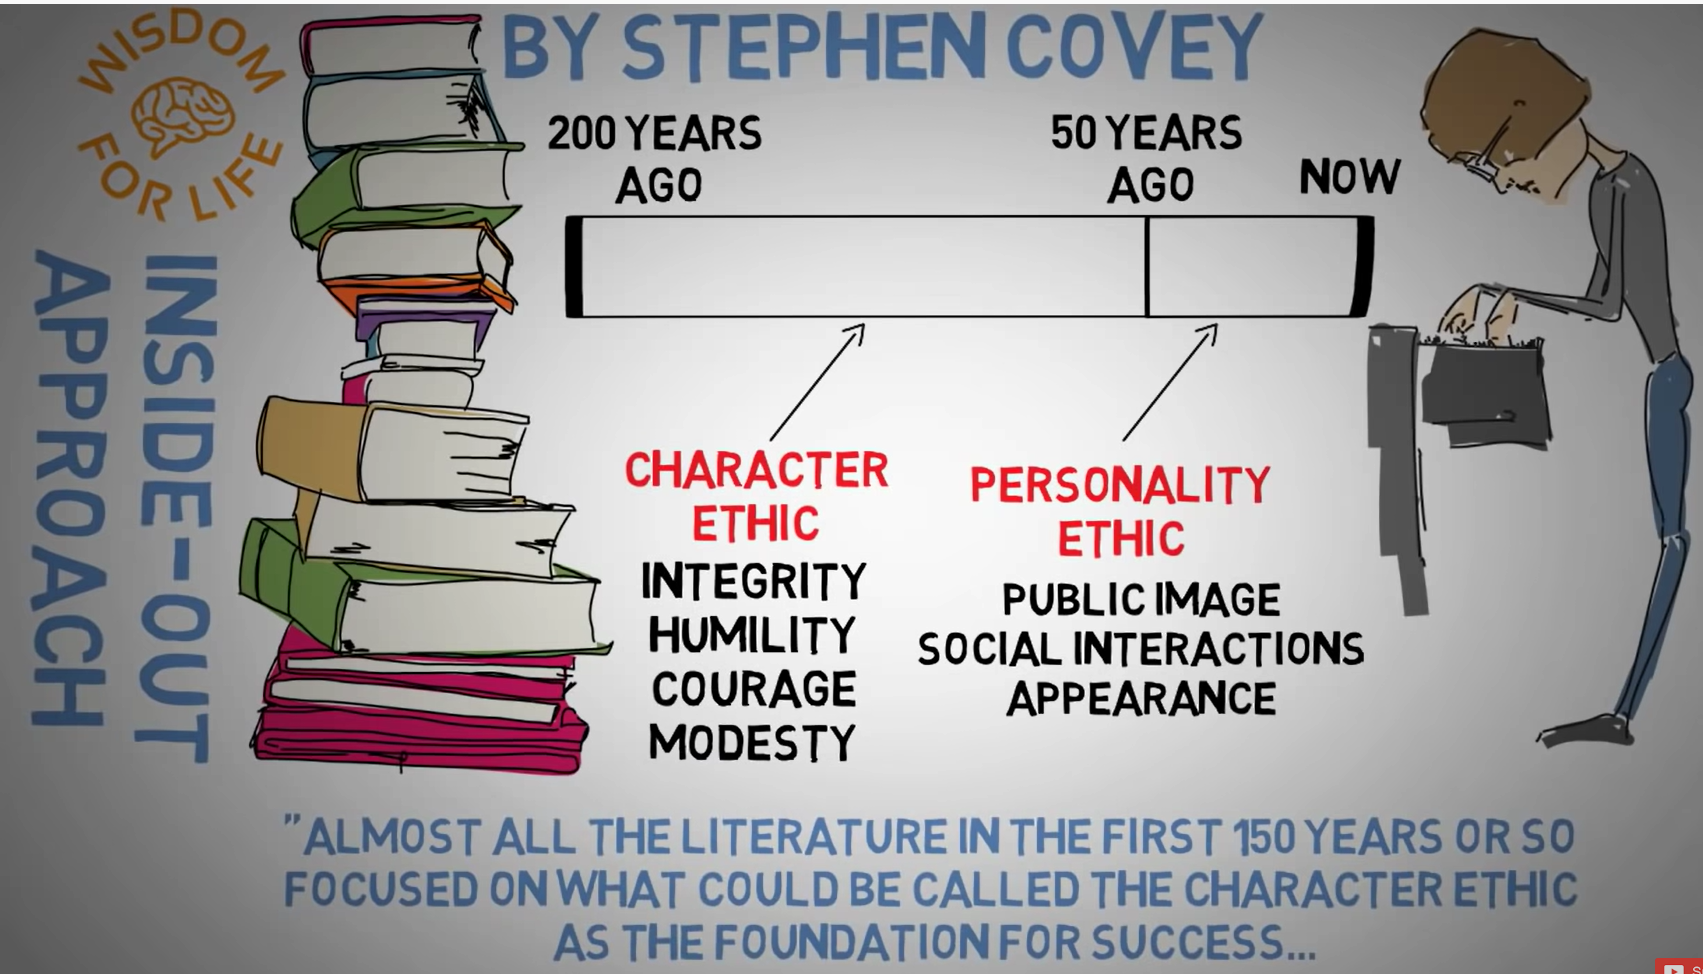 WISDOM
FOR LIFE
BY STEPHEN COVEY
INSIDE-OUT
APPROACH
200 YEARS
AGO
50 YEARS
AGO
NOW
CHARACTER
ETHIC
INTEGRITY
HUMILITY
COURAGE
MODESTY
PERSONALITY
ETHIC
PUBLIC IMAGE
SOCIAL INTERACTIONS
APPEARANCE
"ALMOST ALL THE LITERATURE IN THE FIRST 150 YEARS OR SO
FOCUSED ON WHAT COULD BE CALLED THE CHARACTER ETHIC
AS THE FOUNDATION FOR SUCCESS...